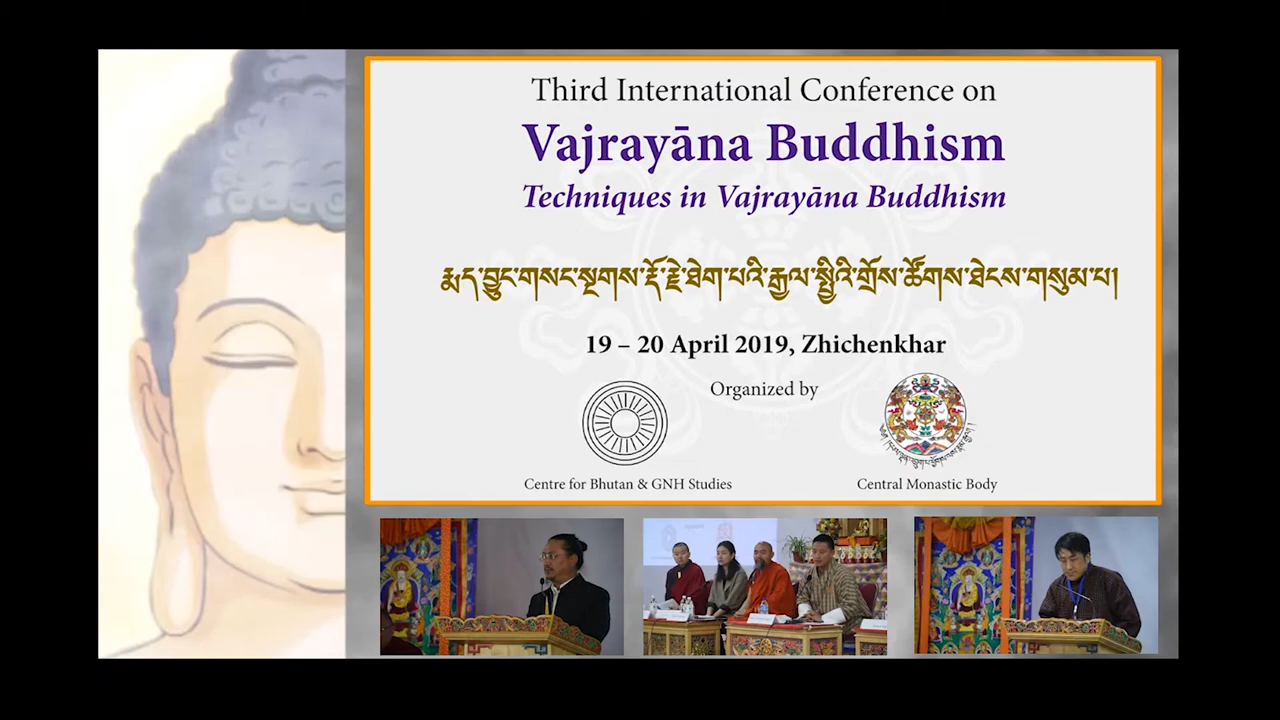 Third International Conference on
Vajrayāna Buddhism
Techniques in Vajrayāna Buddhism
རྨད་བྱུང་གསང་སྔགས་རྡོ་རྗེ་ཐེག་པའི་རྒྱལ་སྤྱིའི་གྲོས་ཚོགས་ཐེངས་གསུམ་པ།
19 – 20 April 2019, Zhichenkhar
Organized by
Centre for Bhutan & GNH Studies
Central Monastic Body